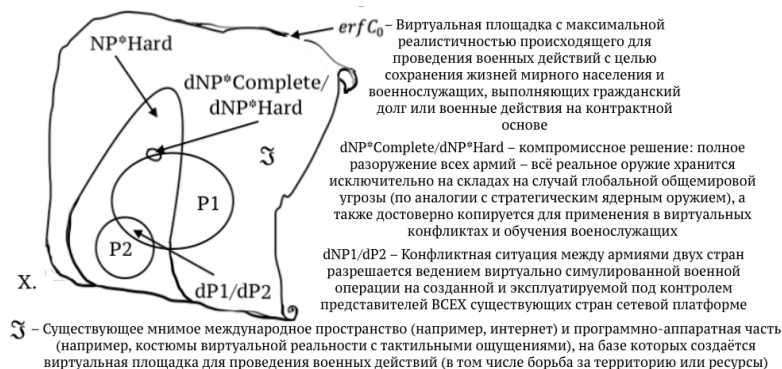 erfC₀ – Виртуальная площадка с максимальной
реалистичностью происходящего для
проведения военных действий с целью
сохранения жизней мирного населения и
военнослужащих, выполняющих гражданский
долг или военные действия на контрактной
основе
NP*Hard
dNP*Complete/
dNP*Hard
ℑ
P1
P2
X.
dP1/dP2
dNP*Complete/dNP*Hard – компромиссное решение: полное
разоружение всех армий – всё реальное оружие хранится
исключительно на складах на случай глобальной общемировой
угрозы (по аналогии с стратегическим ядерным оружием), а
также достоверно копируется для применения в виртуальных
конфликтах и обучения военослужащих
dNP1/dP2 – Конфликтная ситуация между армиями двух стран
разрешается ведением виртуально симулированной военной
операции на созданной и эксплуатируемой под контролем
представителей ВСЕХ существующих стран сетевой платформе
ℑ – Существующее мнимое международное пространство (например, интернет) и программно-аппаратная часть
(например, костюмы виртуальной реальности с тактильными ощущениями), на базе которых создаётся
виртуальная площадка для проведения военных действий (в том числе борьба за территорию или ресурсы)